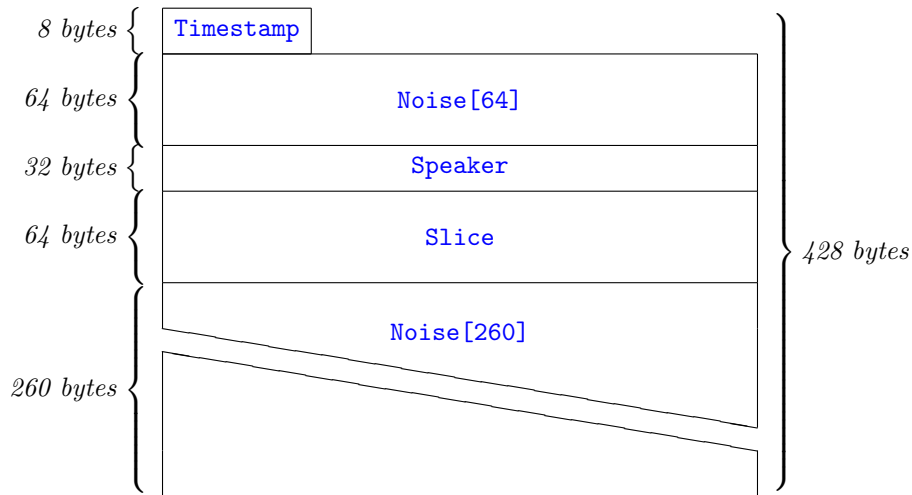 8 bytes Timestamp
64 bytes Noise[64]
32 bytes Speaker
64 bytes Slice
428 bytes
Noise[260]
260 bytes